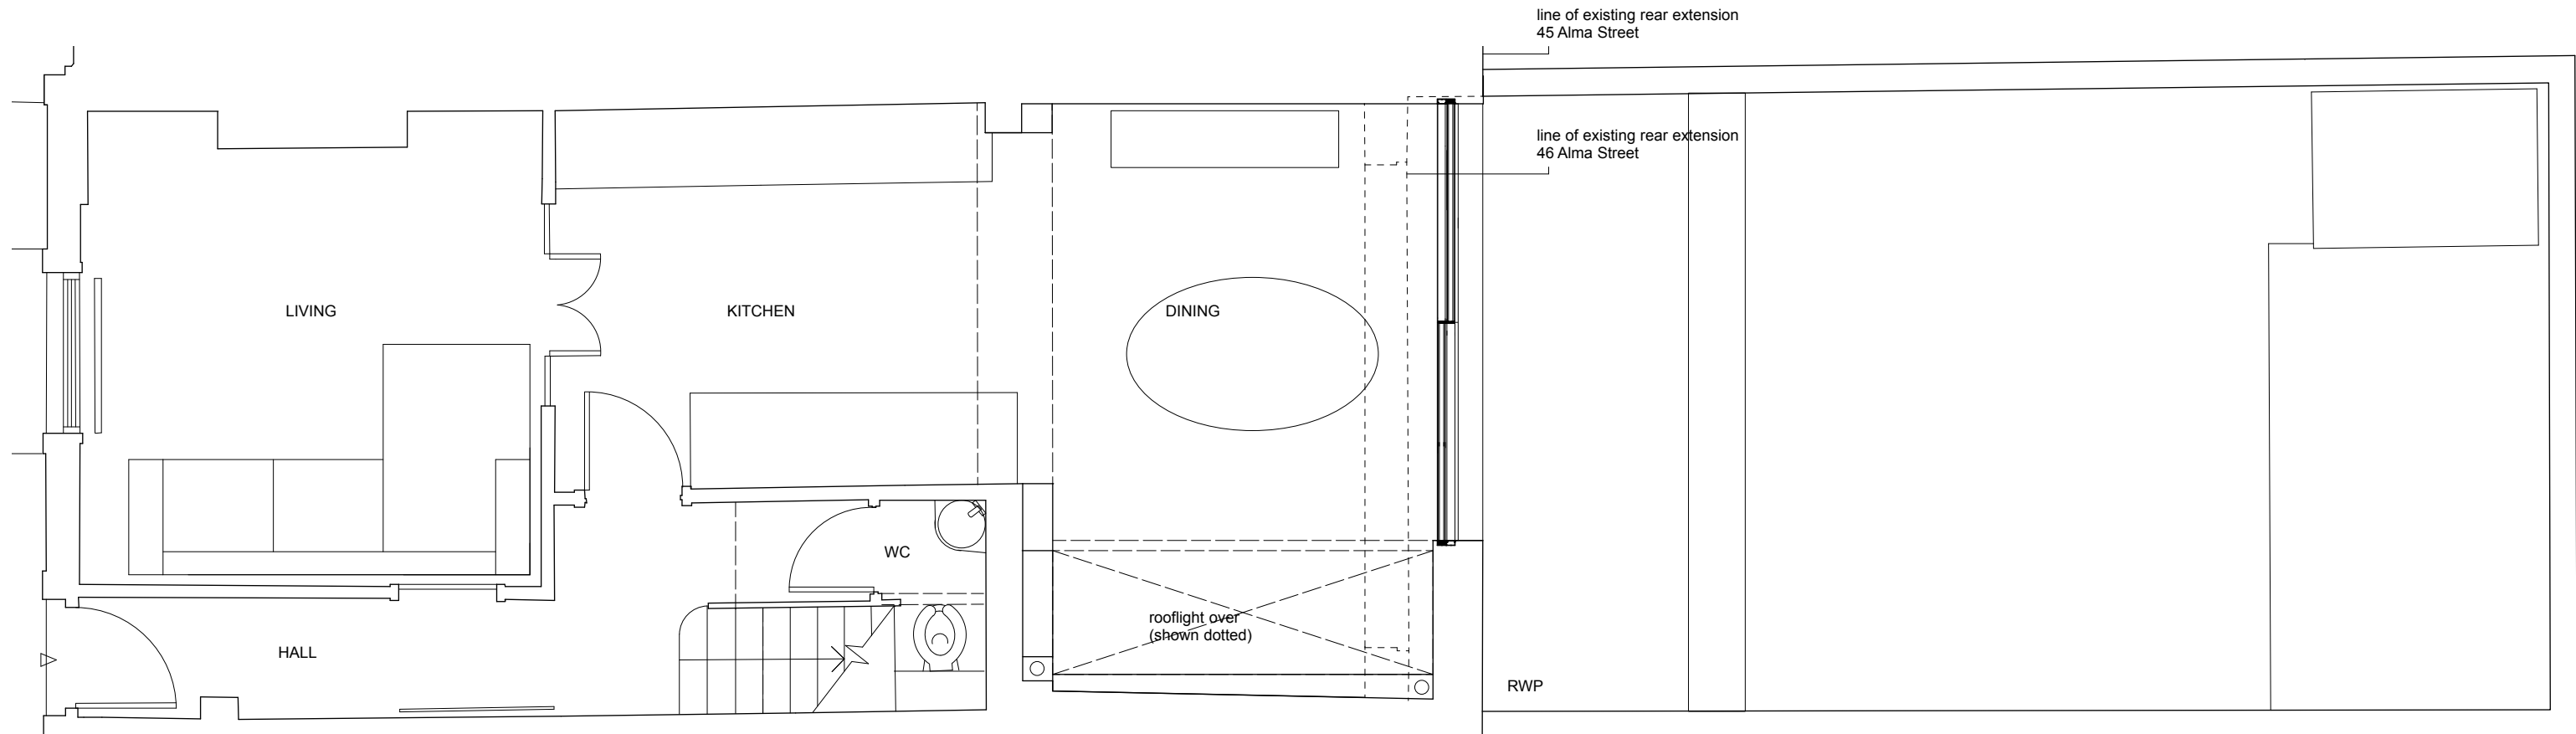 line of existing rear extension
45 Alma Street
line of existing rear extension
46 Alma Street
LIVING
KITCHEN
DINING
WC
rooflight over
(shown dotted)
HALL
RWP